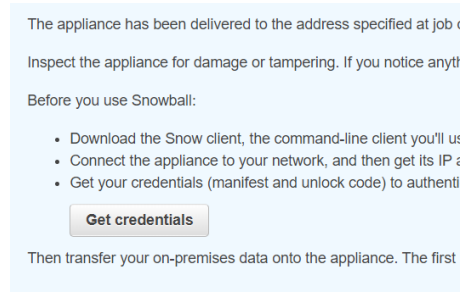 The appliance has been delivered to the address specified at job
Inspect the appliance for damage or tampering. If you notice
Before you use Snowball:
• Download the Snow client, the command-line client you'll
• Connect the appliance to your network, and then get its IP
• Get your credentials (manifest and unlock code) to
Get credentials
Then transfer your on-premises data onto the appliance. The first